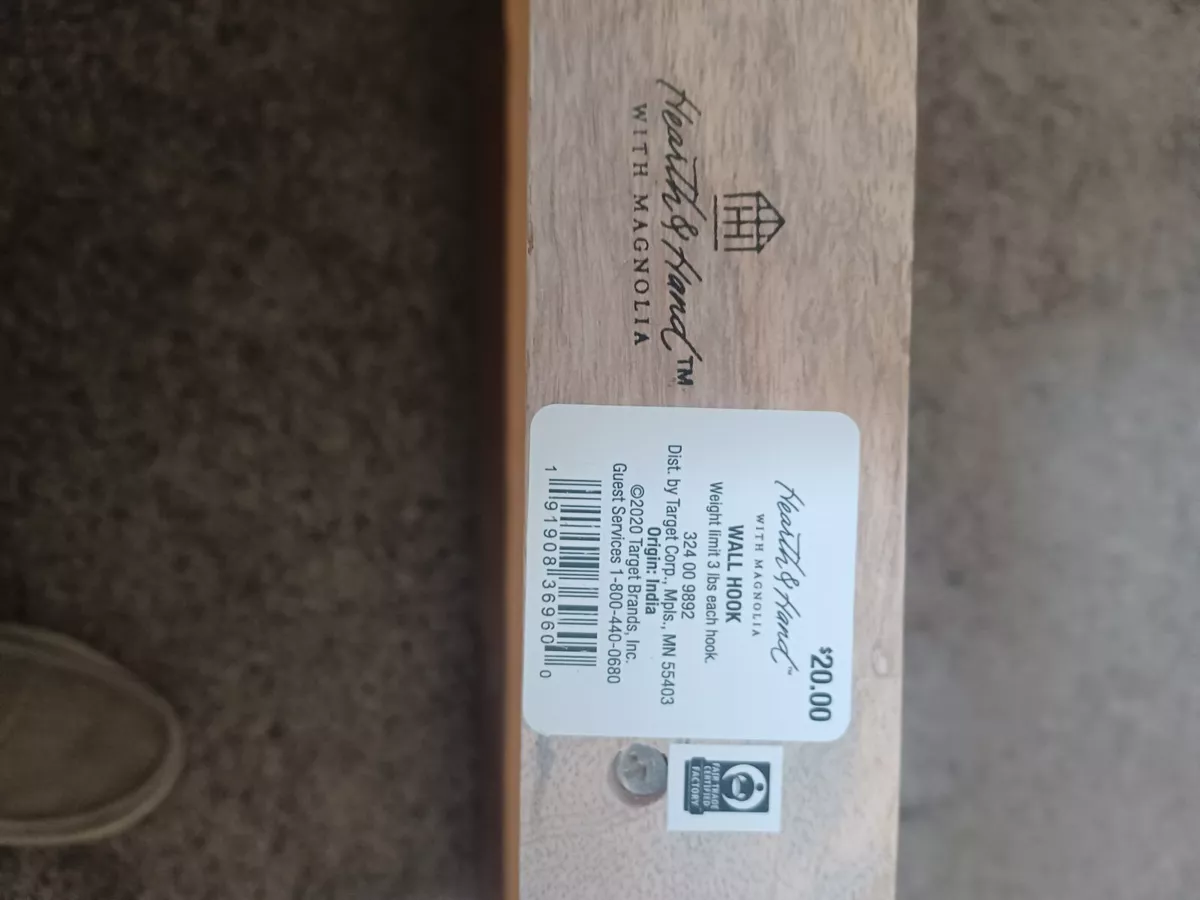 Hearth & Hand™
WITH MAGNOLIA
$20.00
Hearth & Hand™
WITH MAGNOLIA
WALL HOOK
Weight limit 3 lbs each hook.
324 00 9892
Dist. by Target Corp., Mpls., MN 55403
Origin: India
©2020 Target Brands, Inc.
Guest Services 1-800-440-0680
1 91908 36960 0
FAIR TRADE
CERTIFIED
FACTORY